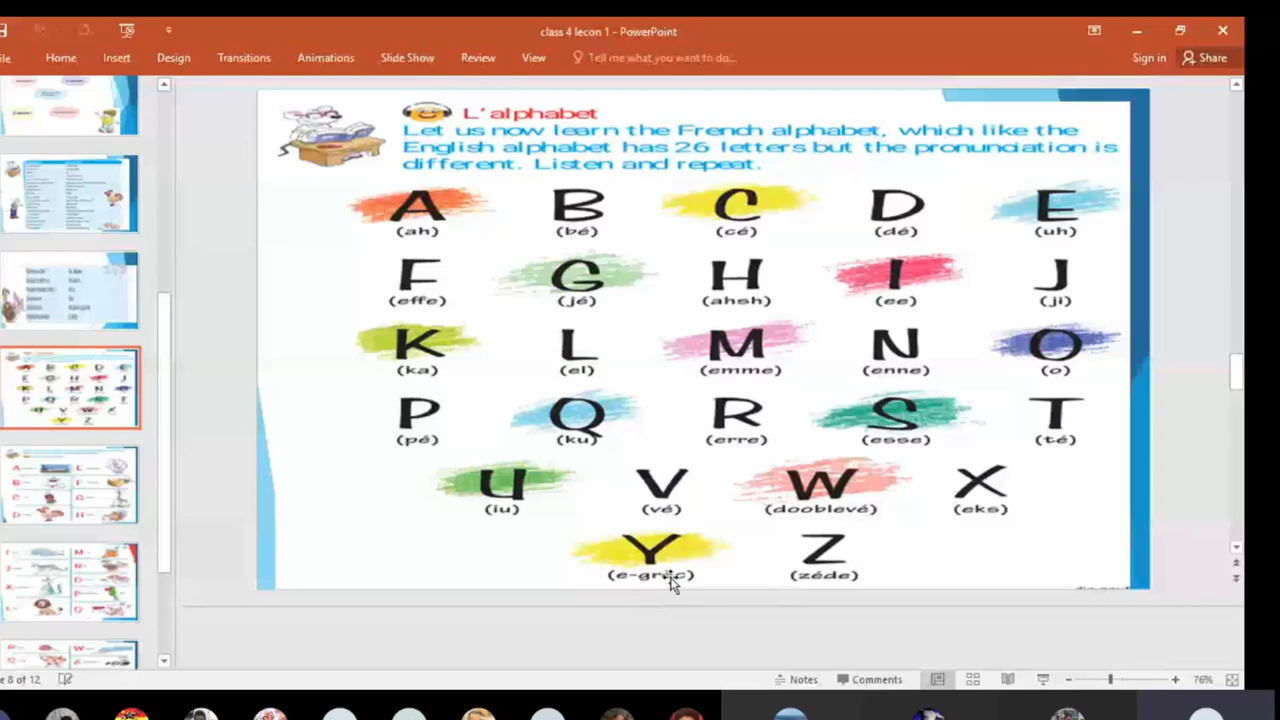 class 4 lecon 1 - PowerPoint
Home Insert Design Transitions Animations Slide Show Review View Tell me what you want to do... Sign in Share
L'alphabet
Let us now learn the French alphabet, which like the
English alphabet has 26 letters but the pronunciation is
different. Listen and repeat.
A B C D E
(ah) (bé) (cé) (dé) (uh)
F G H I J
(effe) (jé) (ahsh) (ee) (ji)
K L M N O
(ka) (el) (emme) (enne) (o)
P Q R S T
(pé) (ku) (erre) (esse) (té)
U V W X
(iu) (vé) (dooblevé) (eks)
Y Z
(zéde)
8 of 12 Notes Comments 76%